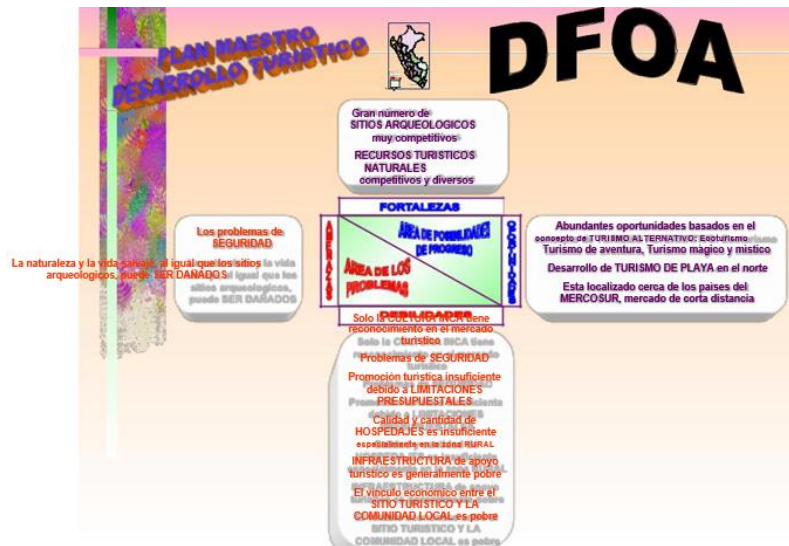 PLAN MAESTRO
DESARROLLO TURISTICO
DFOA
Gran número de
SITIOS ARQUEOLOGICOS
muy competitivos
RECURSOS TURISTICOS
NATURALES
competitivos y diversos
FORTALEZAS
Los problemas de
SEGURIDAD
La naturaleza y la vida salvaje, al igual que los sitios
arqueologicos, puede SER DAÑADOS
AREA DE POSIBILIDADES
DE PROGRESO
AREA DE LOS
PROBLEMAS
Abundantes oportunidades basados en el
concepto de TURISMO ALTERNATIVO: Ecoturismo
Turismo de aventura, Turismo màgico y mistico
Desarrollo de TURISMO DE PLAYA en el norte
Esta localizado cerca de los paises del
MERCOSUR, mercado de corta distancia
DEBILIDADES
Solo la CULTURA INCA tiene
reconocimiento en el mercado
turìstico
Problemas de SEGURIDAD
Promoción turistica insuficiente
debido a LIMITACIONES
PRESUPUESTALES
Calidad y cantidad de
HOSPEDAJES es insuficiente
especialmente en la zona RURAL
INFRAESTRUCTURA de apoyo
turistico es generalmente pobre
El vinculo economico entre el
SITIO TURISTICO Y LA
COMUNIDAD LOCAL es pobre